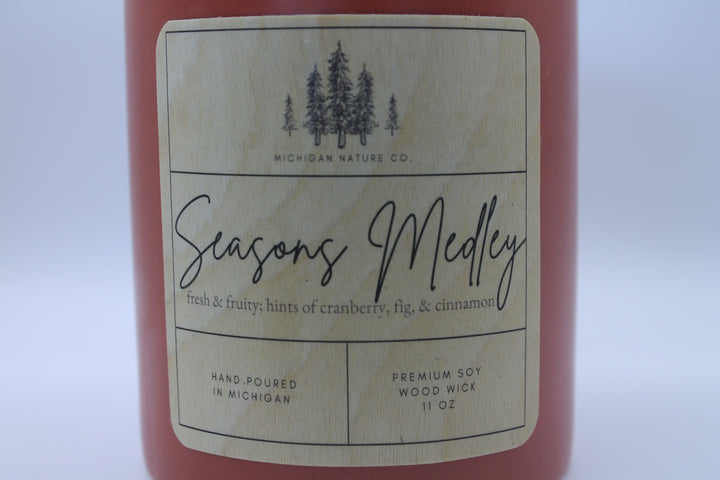 MICHIGAN NATURE CO.
Seasons Medley
fresh & fruity; hints of cranberry, fig, & cinnamon
HAND POURED
IN MICHIGAN
PREMIUM SOY
WOOD WICK
11 OZ